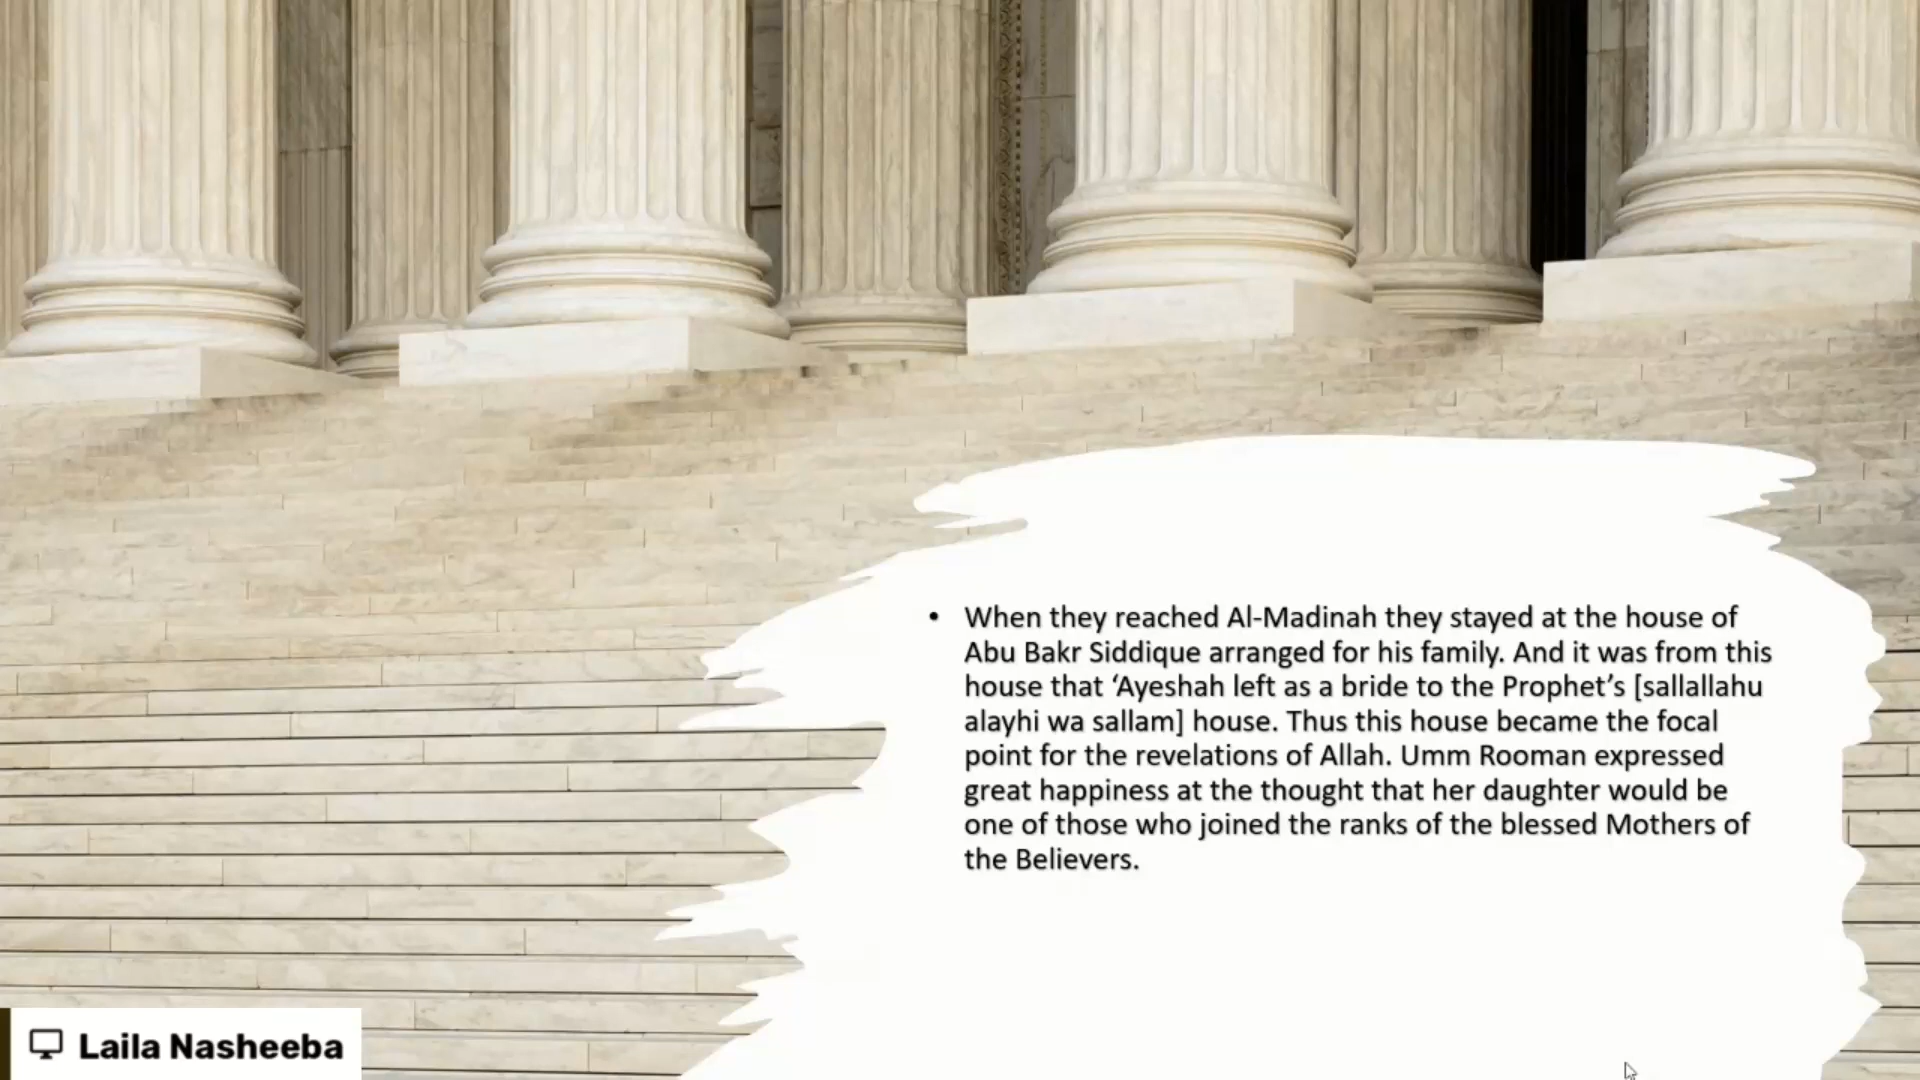 • When they reached Al-Madinah they stayed at the house of
Abu Bakr Siddique arranged for his family. And it was from this
house that ‘Ayeshah left as a bride to the Prophet’s [sallallahu
alayhi wa sallam] house. Thus this house became the focal
point for the revelations of Allah. Umm Rooman expressed
great happiness at the thought that her daughter would be
one of those who joined the ranks of the blessed Mothers of
the Believers.
Laila Nasheeba